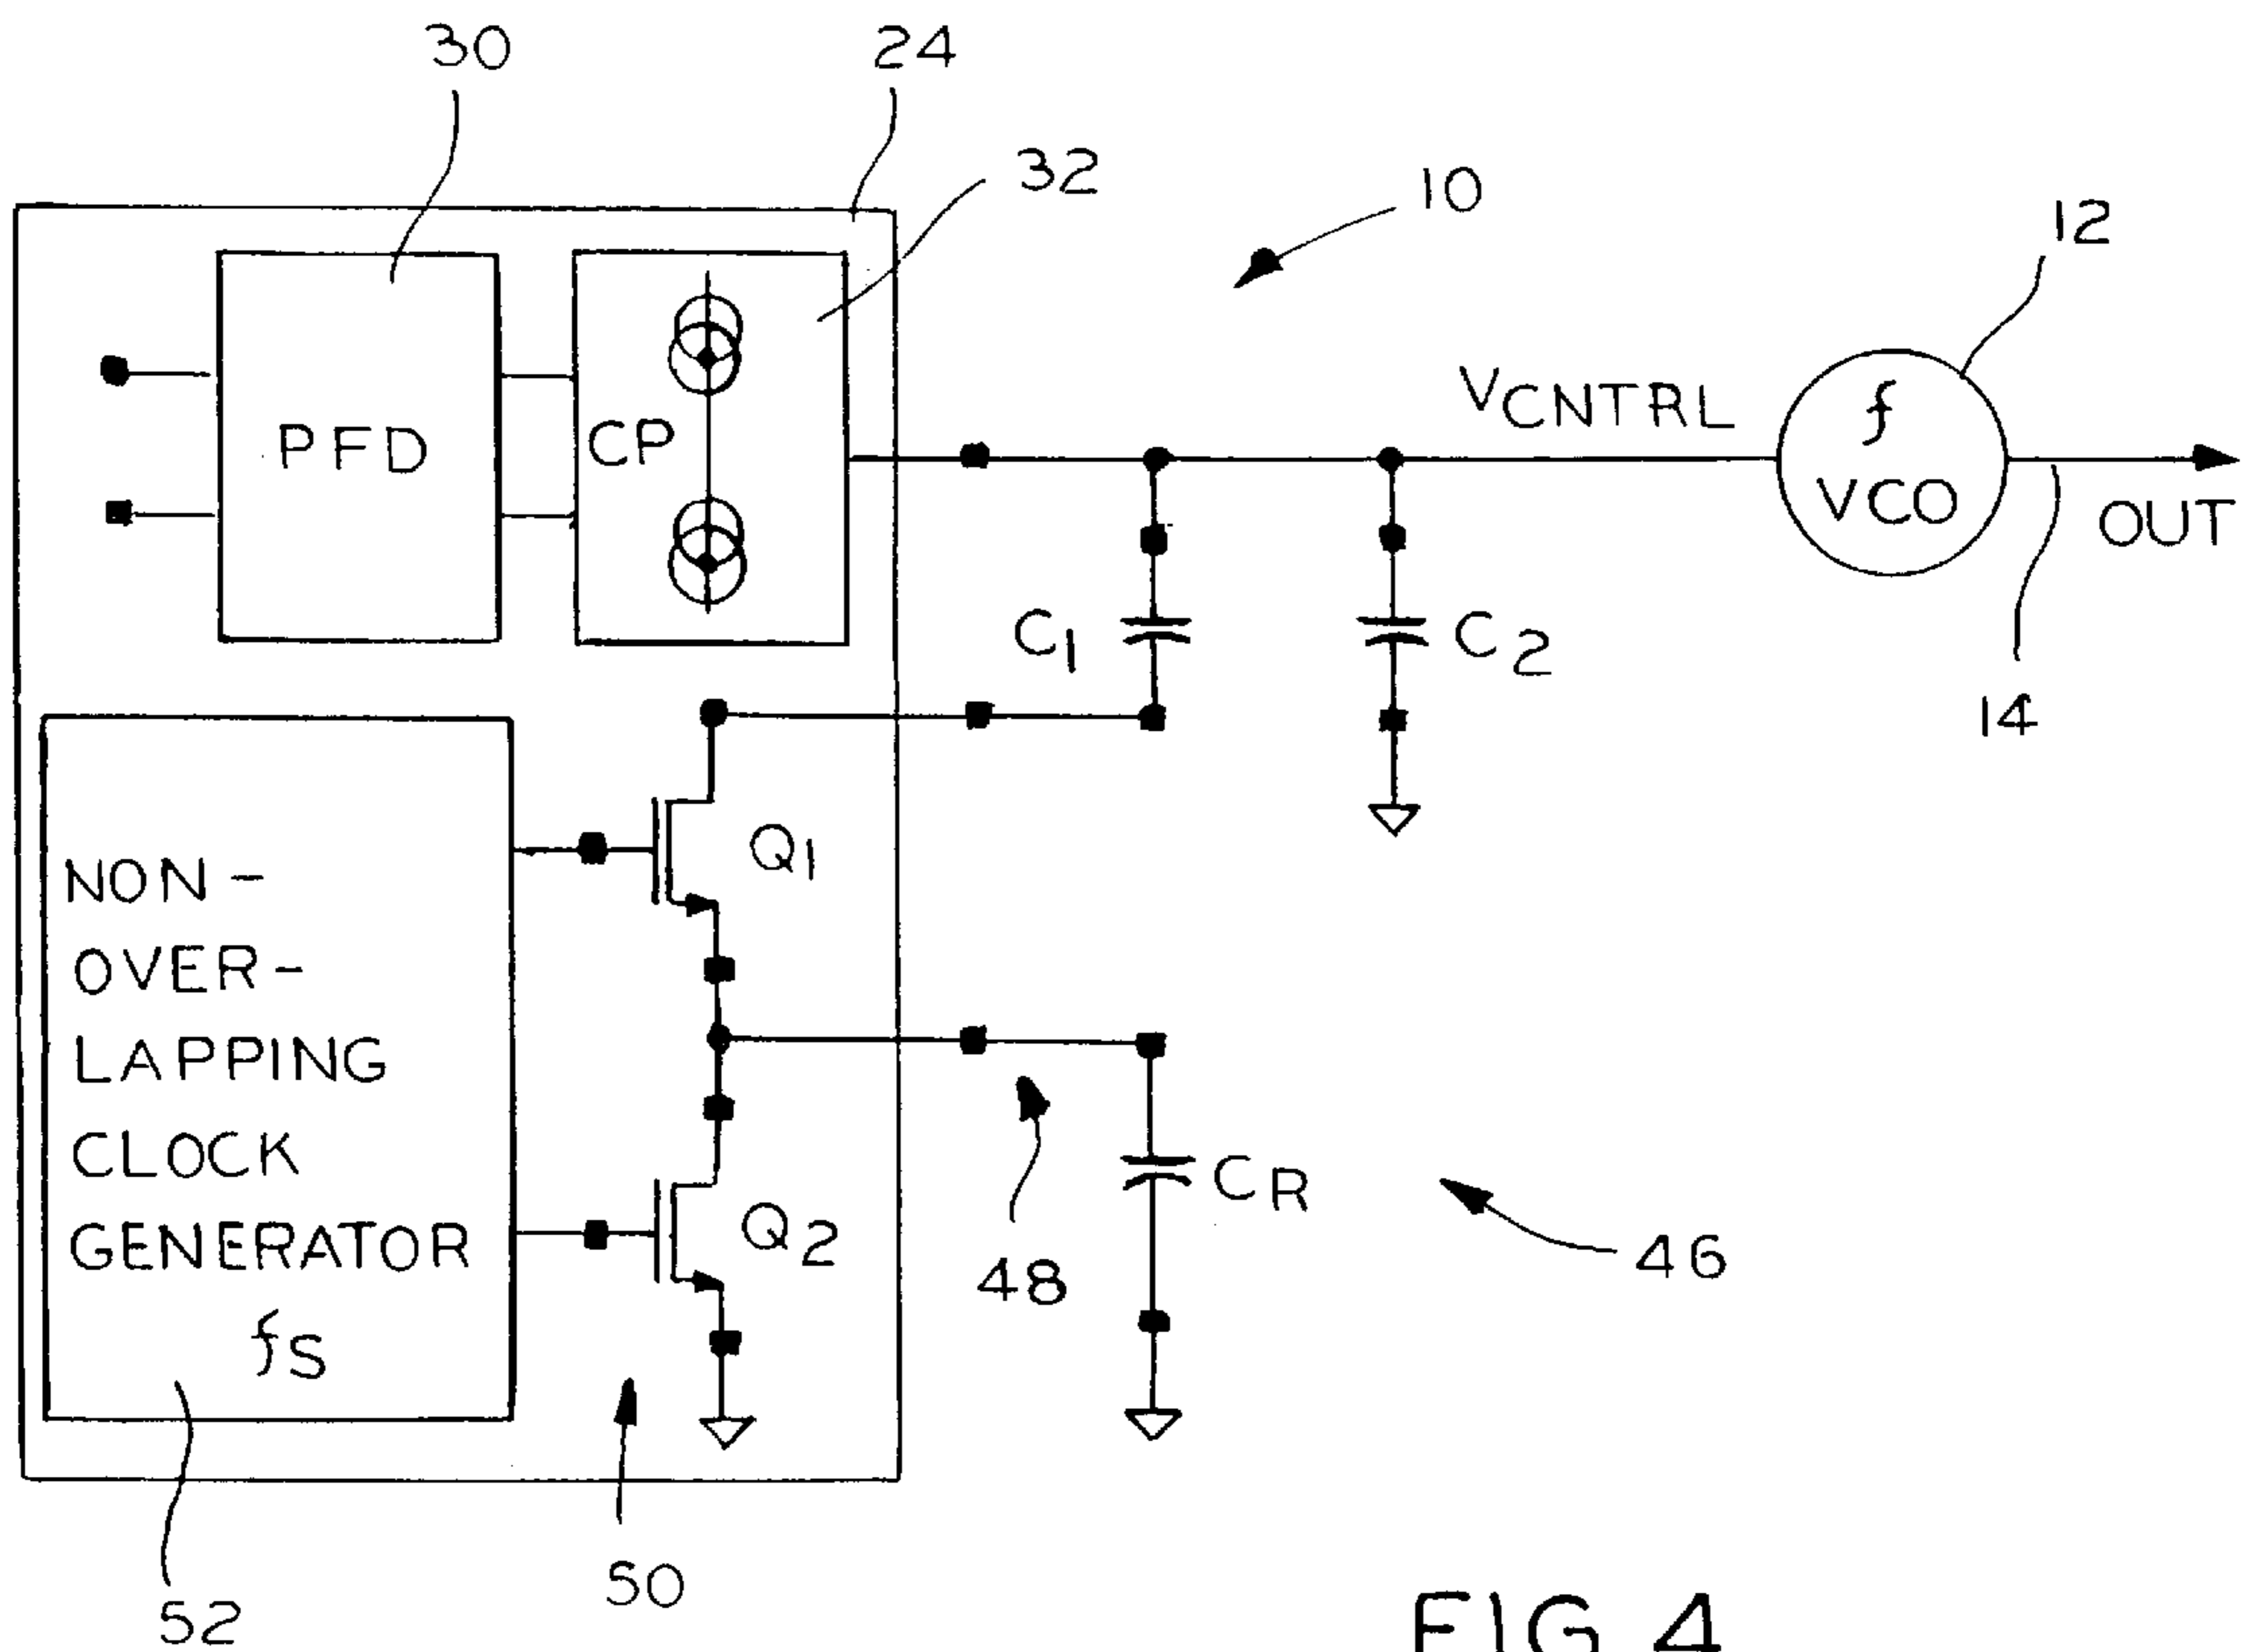 30
24
32
10
12
PFD
CP
VCNTRL
f
VCO
OUT
14
C1
C2
Q1
NON-
OVER-
LAPPING
CLOCK
GENERATOR
fS
Q2
48
CR
46
50
52
FIG 4